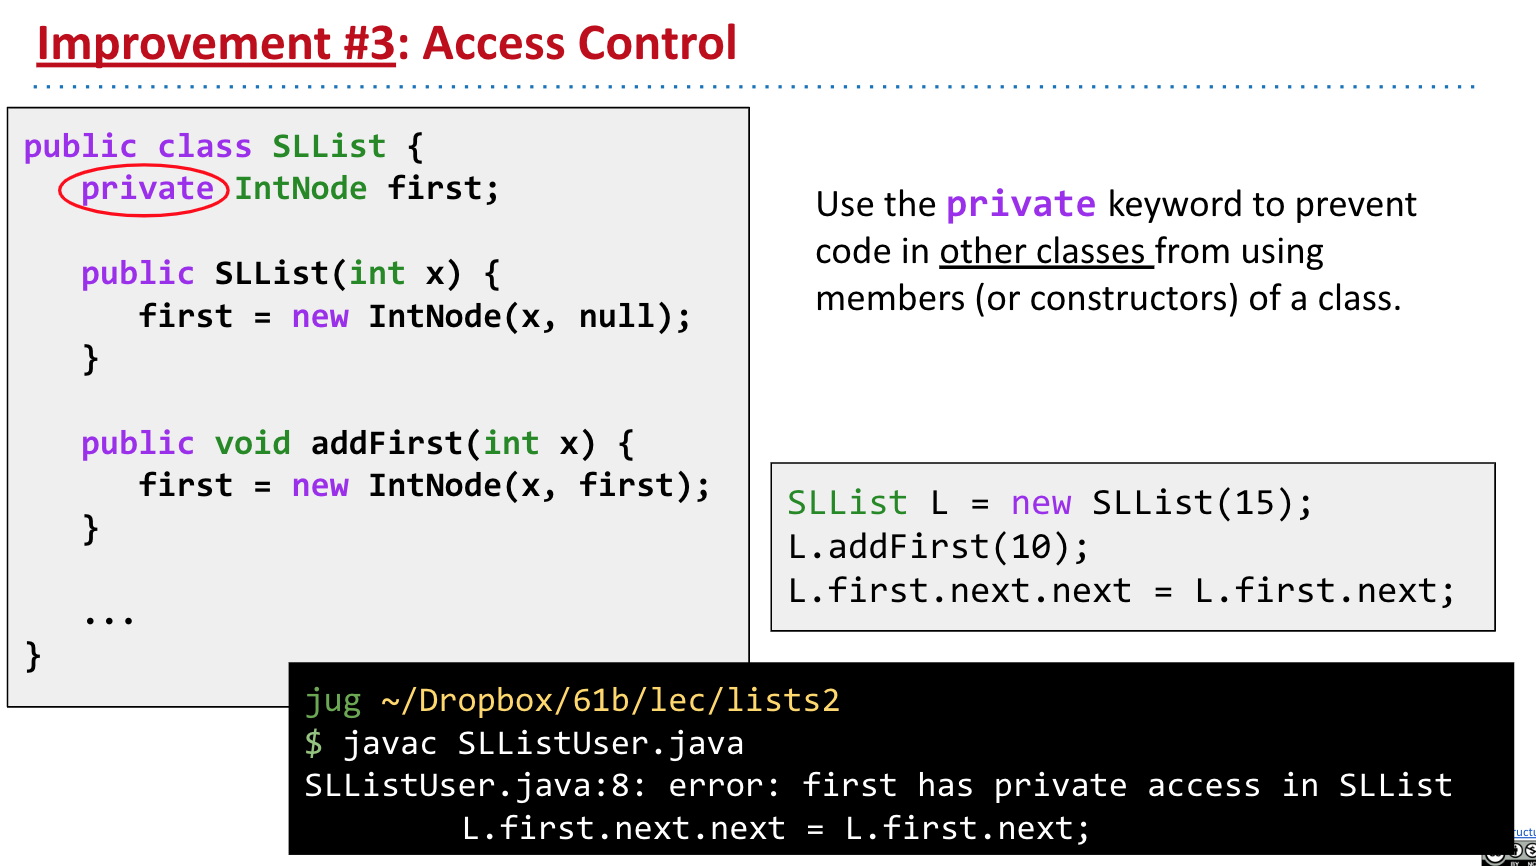 Improvement #3: Access Control
public class SLList {
private IntNode first;
public SLList(int x) {
first = new IntNode(x, null);
}
public void addFirst(int x) {
first = new IntNode(x, first);
}
...
}
Use the private keyword to prevent
code in other classes from using
members (or constructors) of a class.
SLList L = new SLList(15);
L.addFirst(10);
L.first.next.next = L.first.next;
jug ~/Dropbox/61b/lec/lists2
$ javac SLListUser.java
SLListUser.java:8: error: first has private access in SLList
L.first.next.next = L.first.next;